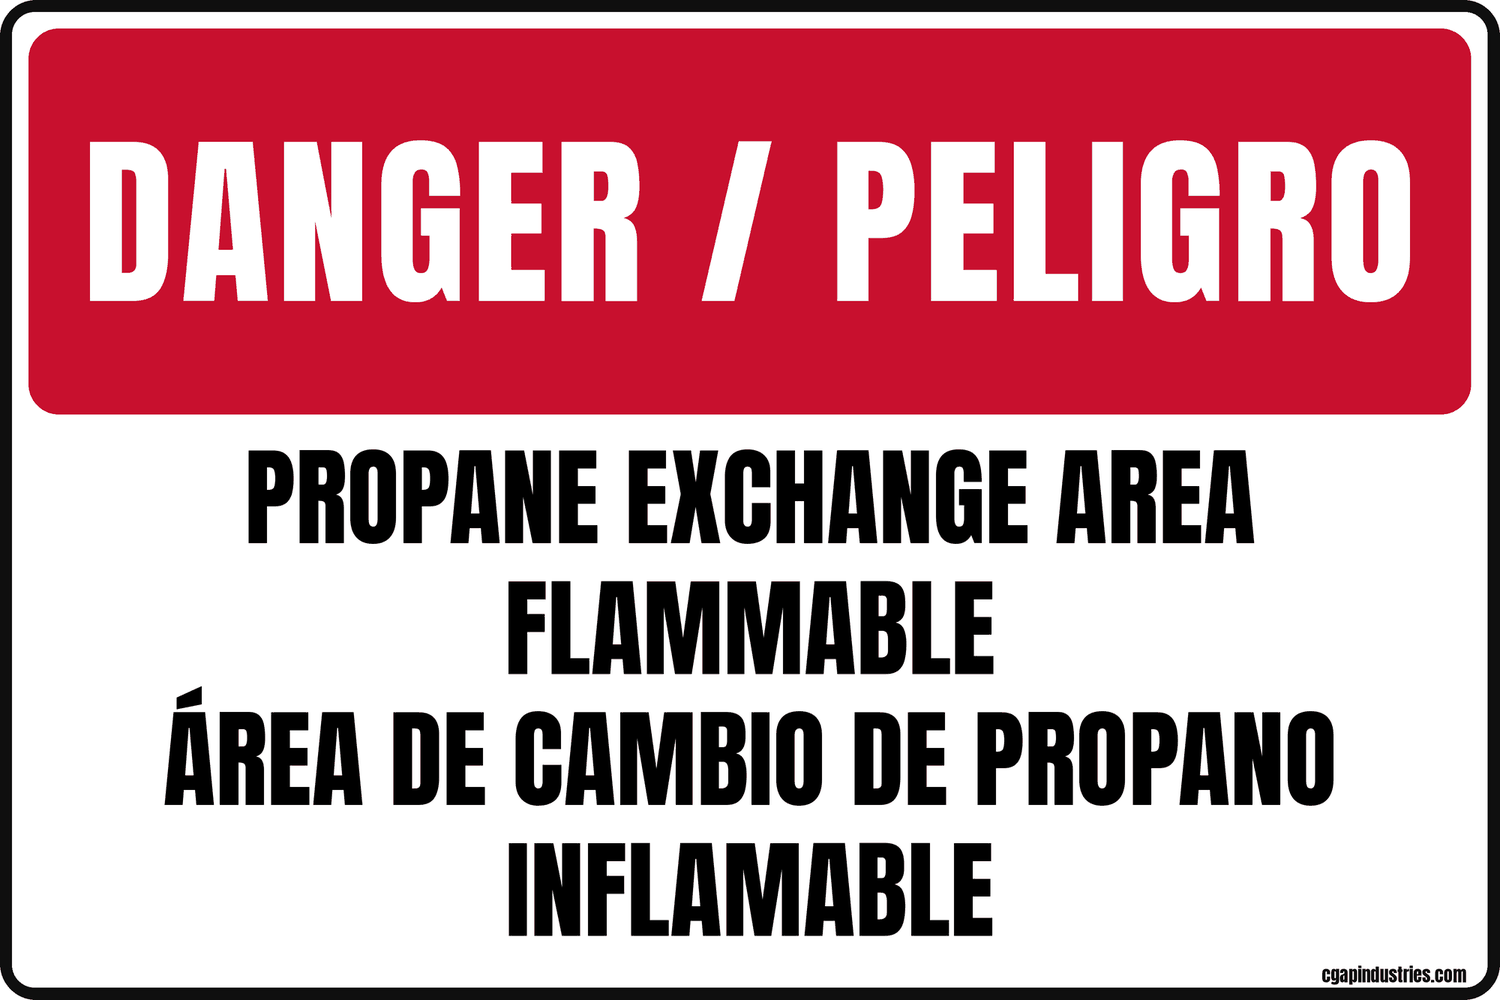 DANGER / PELIGRO
PROPANE EXCHANGE AREA
FLAMMABLE
ÁREA DE CAMBIO DE PROPANO
INFLAMABLE
cgapindustries.com